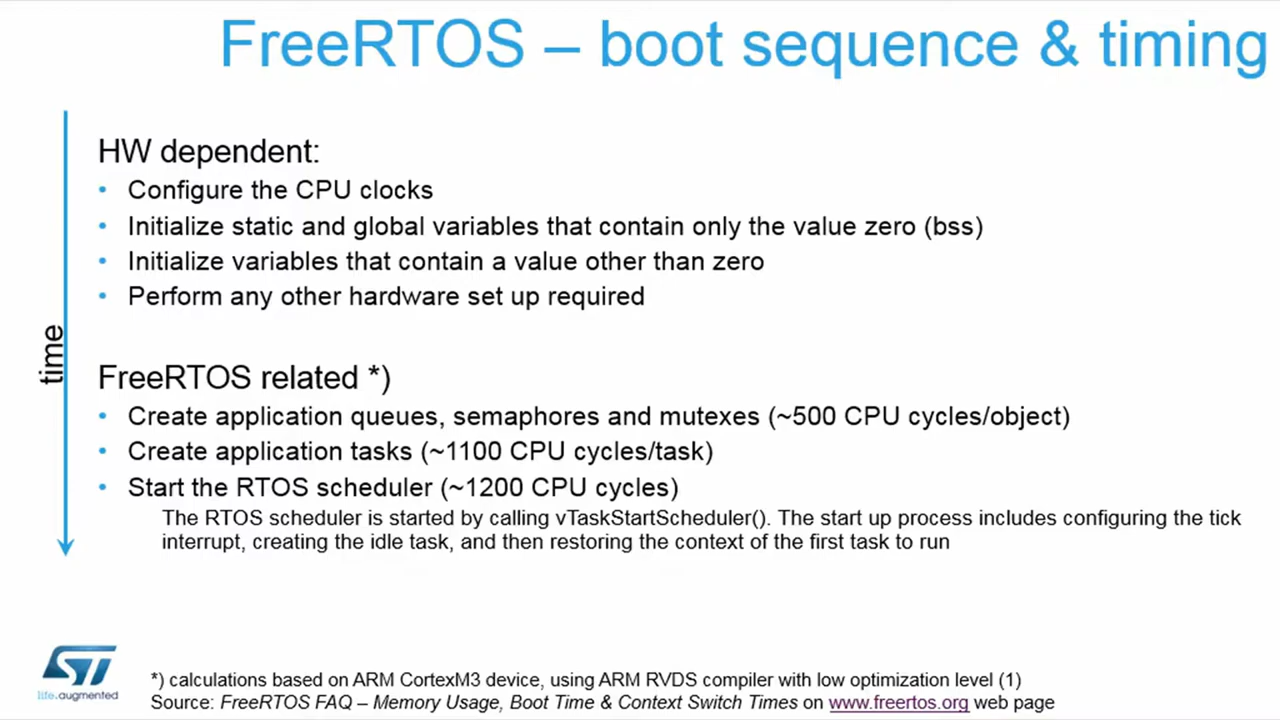 FreeRTOS – boot sequence & timing
HW dependent:
• Configure the CPU clocks
• Initialize static and global variables that contain only the value zero (bss)
• Initialize variables that contain a value other than zero
• Perform any other hardware set up required
time
FreeRTOS related *)
• Create application queues, semaphores and mutexes (~500 CPU cycles/object)
• Create application tasks (~1100 CPU cycles/task)
• Start the RTOS scheduler (~1200 CPU cycles)
The RTOS scheduler is started by calling vTaskStartScheduler(). The start up process includes configuring the tick
interrupt, creating the idle task, and then restoring the context of the first task to run
ST
life.augmented
*) calculations based on ARM CortexM3 device, using ARM RVDS compiler with low optimization level (1)
Source: FreeRTOS FAQ – Memory Usage, Boot Time & Context Switch Times on www.freertos.org web page